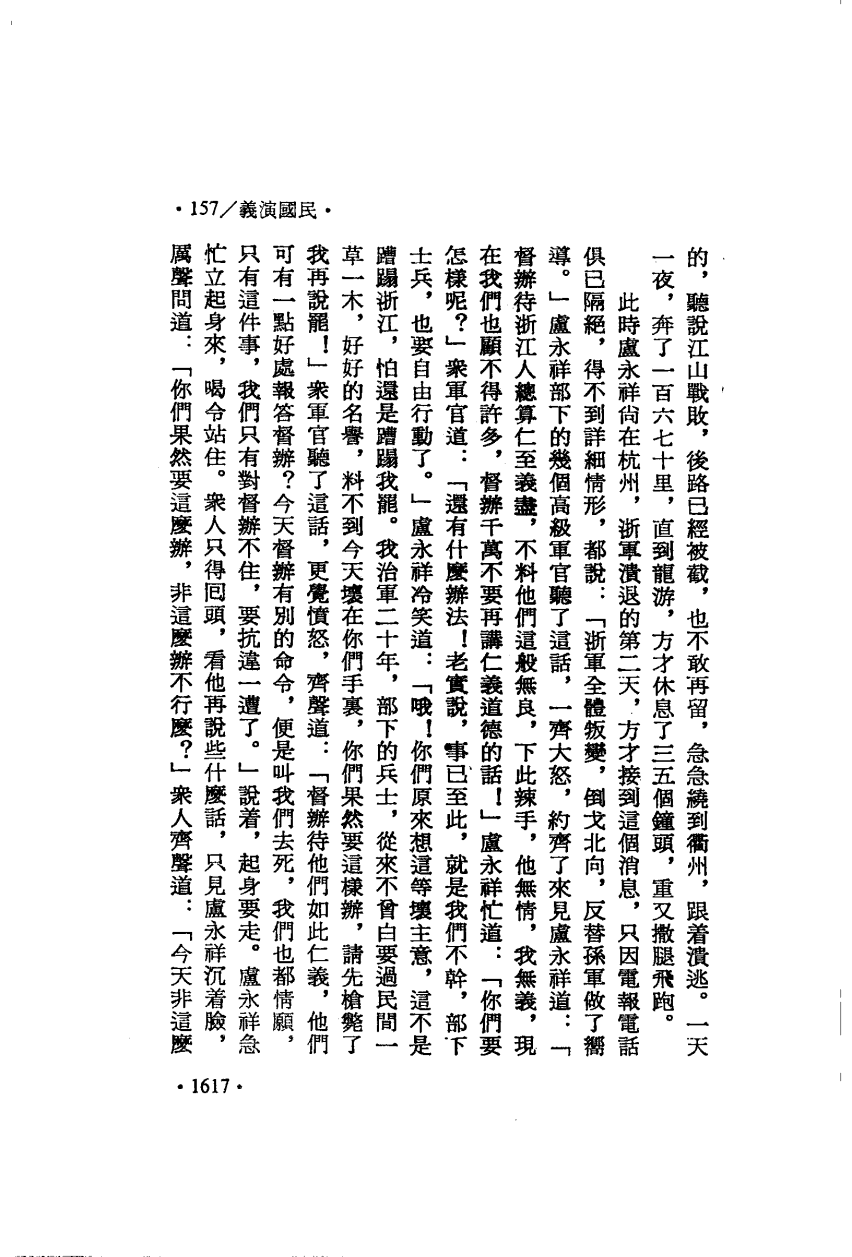 ·157／義演國民·
的，聽說江山戰敗，後路已經被截，也不敢再留，急急繞到衢州，跟着潰逃。一天
一夜，奔了一百六七十里，直到龍游，方才休息了三五個鐘頭，重又撒腿飛跑。
此時盧永祥尙在杭州，浙軍潰退的第二天，方才接到這個消息，只因電報電話
俱已隔絕，得不到詳細情形，都說：「浙軍全體叛變，倒戈北向，反替孫軍做了嚮
導。」盧永祥部下的幾個高級軍官聽了這話，一齊大怒，約齊了來見盧永祥道：「
督辦待浙江人總算仁至義盡，不料他們這般無良，下此辣手，他無情，我無義，現
在我們也顧不得許多，督辦千萬不要再講仁義道德的話！」盧永祥忙道：「你們要
怎樣呢？」衆軍官道：「還有什麼辦法！老實說，事已至此，就是我們不幹，部下
士兵，也要自由行動了。」盧永祥冷笑道：「哦！你們原來想這等壞主意，這不是
蹧蹋浙江，怕還是蹧蹋我罷。我治軍二十年，部下的兵士，從來不曾白要過民間一
草一木，好好的名譽，料不到今天壞在你們手裏，你們果然要這樣辦，請先槍斃了
我再說罷！」衆軍官聽了這話，更覺憤怒，齊聲道：「督辦待他們如此仁義，他們
可有一點好處報答督辦？今天督辦有別的命令，便是叫我們去死，我們也都情願，
只有這件事，我們只有對督辦不住，要抗違一遭了。」說着，起身要走。盧永祥急
忙立起身來，喝令站住。衆人只得囘頭，看他再說些什麼話，只見盧永祥沉着臉，
厲聲問道：「你們果然要這麼辦，非這麼辦不行麼？」衆人齊聲道：「今天非這麼
·1617·